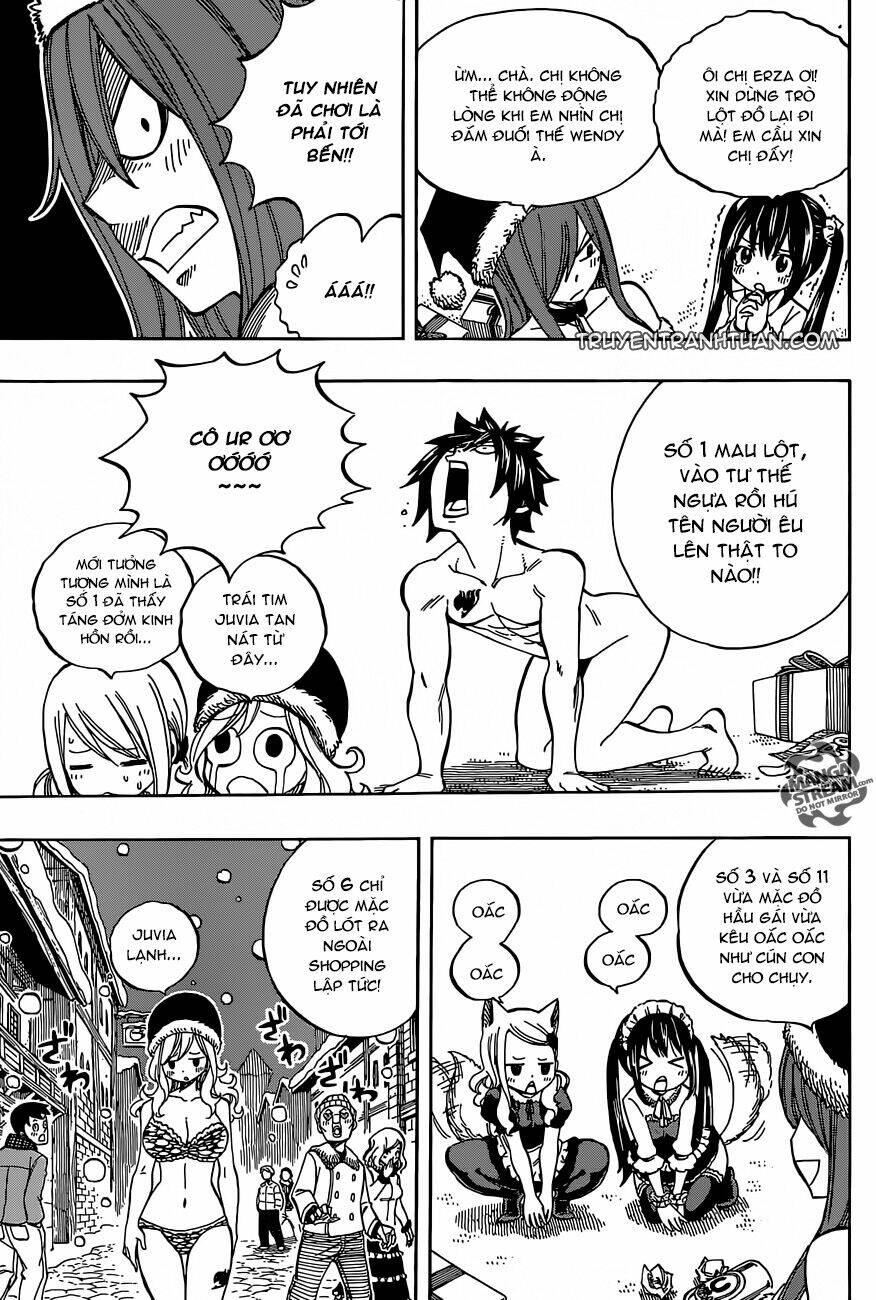 ÔI CHỊ ERZA ƠI!
XIN DỪNG TRÒ
LỘT ĐỒ LẠI ĐI
MÀ! EM CẦU XIN
CHỊ ĐẤY!
ỪM... CHÀ. CHỊ KHÔNG
THỂ KHÔNG ĐỘNG
LÒNG KHI EM NHÌN CHỊ
ĐẮM ĐUỐI THẾ WENDY
À.
TRUYENTRANHTUAN.COM
TUY NHIÊN
ĐÃ CHƠI LÀ
PHẢI TỚI
BẾN!!
ÁÁÁ!!
SỐ 1 MAU LỘT,
VÀO TƯ THẾ
NGỰA RỒI HÚ
TÊN NGƯỜI ÊU
LÊN THẬT TO
NÀO!!
CÔ UR ƠƠ
ƠỚỚỚ
~~~
TRÁI TIM
JUVIA TAN
NÁT TỪ
ĐÂY...
MỚI TƯỞNG
TƯỢNG MÌNH LÀ
SỐ 1 ĐÃ THẤY
TÁNG ĐỞM KINH
HỒN RỒI...
MANGA
STREAM.com
DO NOT MIRROR
SỐ 3 VÀ SỐ 11
VỪA MẶC ĐỒ
HẦU GÁI VỪA
KÊU OẮC OẮC
NHƯ CÚN CON
CHO CHỤY.
OẮC
OẮC
OẮC
OẮC
SỐ 6 CHỈ
ĐƯỢC MẶC
ĐỒ LÓT RA
NGOÀI
SHOPPING
LẬP TỨC!
JUVIA
LẠNH...
ざわ
ざわ